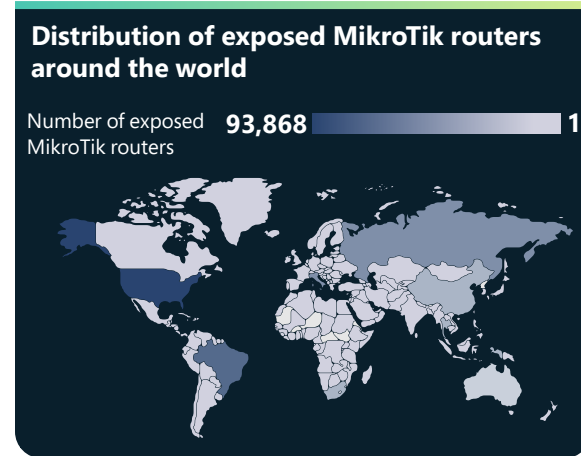 Distribution of exposed MikroTik routers
around the world
Number of exposed 93,868 1
MikroTik routers